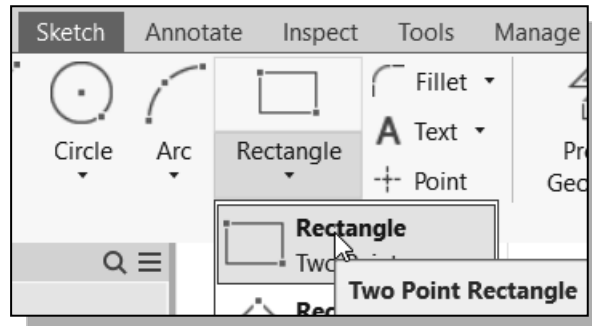 Sketch Annotate Inspect Tools Manage
Fillet
Text
Circle Arc Rectangle
Point
Rectangle
Two Point Rectangle